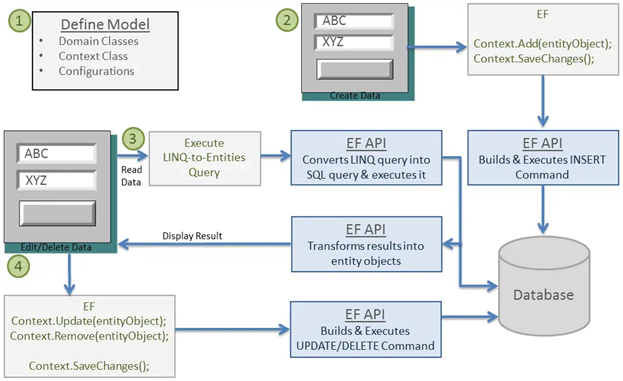 1
Define Model
• Domain Classes
• Context Class
• Configurations
2
ABC
XYZ
Create Data
EF
Context.Add(entityObject);
Context.SaveChanges();
3
ABC
XYZ
Edit/Delete Data
Read
Data
Execute
LINQ-to-Entities
Query
EF API
Converts LINQ query into
SQL query & executes it
EF API
Builds & Executes INSERT
Command
Display Result
EF API
Transforms results into
entity objects
Database
4
EF
Context.Update(entityObject);
Context.Remove(entityObject);
Context.SaveChanges();
EF API
Builds & Executes
UPDATE/DELETE Command